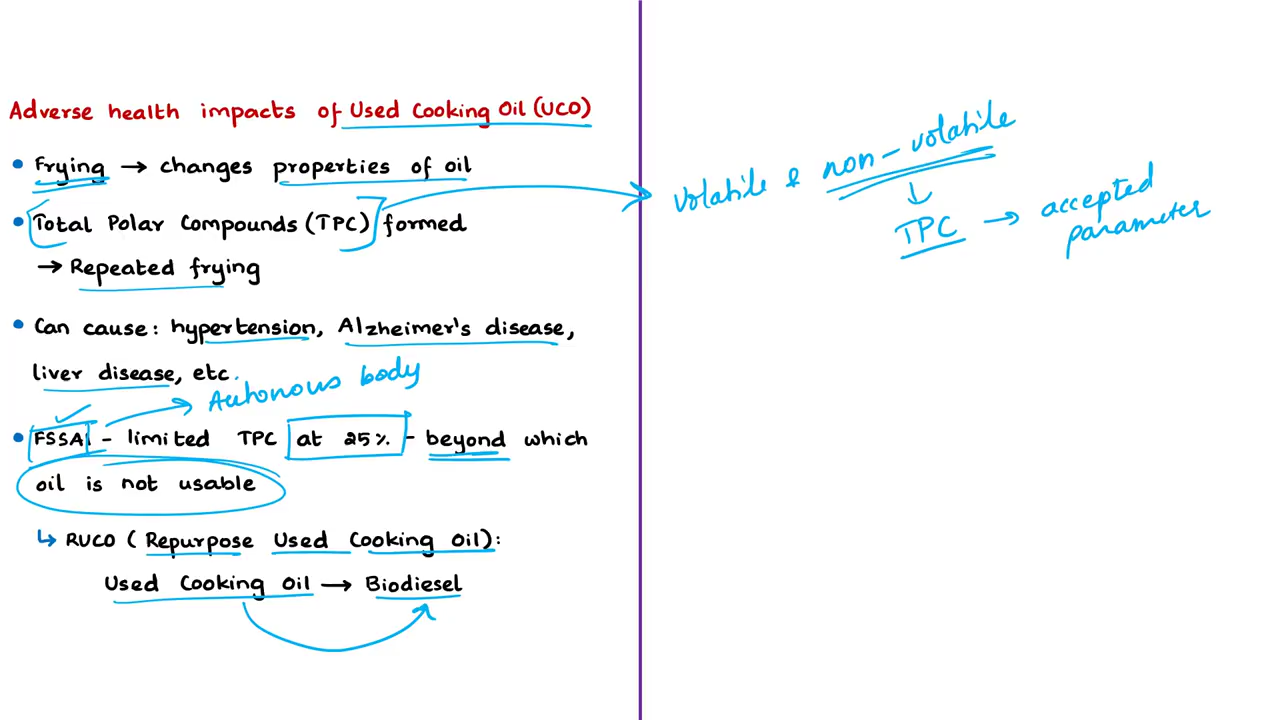 Adverse health impacts of Used Cooking Oil (UCO)
• Frying → changes properties of oil
• Total Polar Compounds (TPC) formed
→ Repeated frying
• Can cause: hypertension, Alzheimer's disease,
liver disease, etc.
Autonous body
• FSSAI - limited TPC at 25% - beyond which
oil is not usable
↳ RUCO (Repurpose Used Cooking Oil):
Used Cooking Oil → Biodiesel
volatile & non-volatile
↓
TPC → accepted
parameter